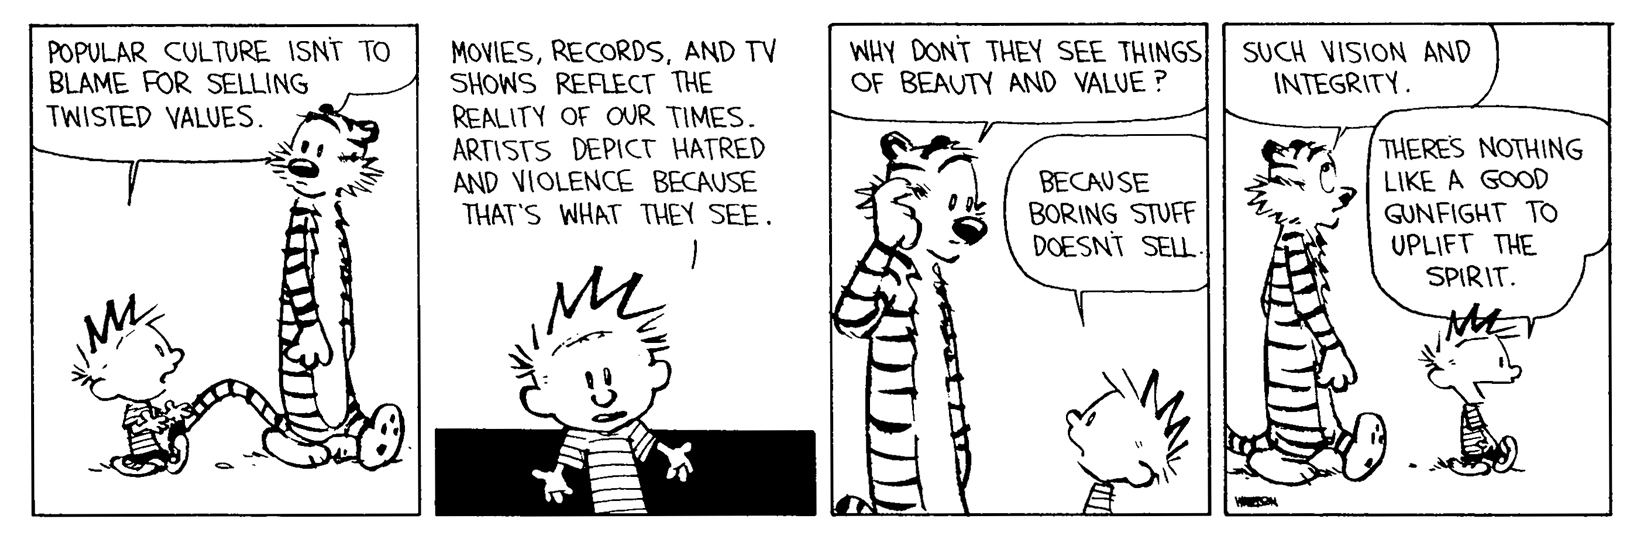 POPULAR CULTURE ISN'T TO
BLAME FOR SELLING
TWISTED VALUES.
MOVIES, RECORDS, AND TV
SHOWS REFLECT THE
REALITY OF OUR TIMES.
ARTISTS DEPICT HATRED
AND VIOLENCE BECAUSE
THAT'S WHAT THEY SEE.
WHY DON'T THEY SEE THINGS
OF BEAUTY AND VALUE?
BECAUSE
BORING STUFF
DOESN'T SELL.
SUCH VISION AND
INTEGRITY.
THERE'S NOTHING
LIKE A GOOD
GUNFIGHT TO
UPLIFT THE
SPIRIT.